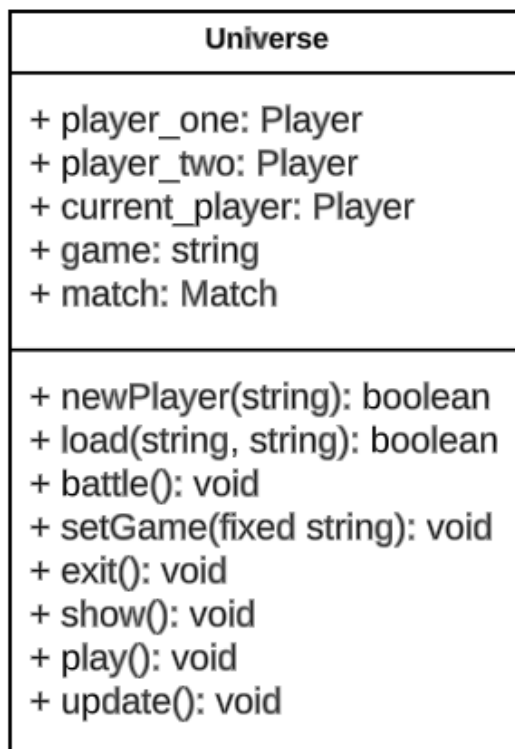 Universe
+ player_one: Player
+ player_two: Player
+ current_player: Player
+ game: string
+ match: Match
+ newPlayer(string): boolean
+ load(string, string): boolean
+ battle(): void
+ setGame(fixed string): void
+ exit(): void
+ show(): void
+ play(): void
+ update(): void